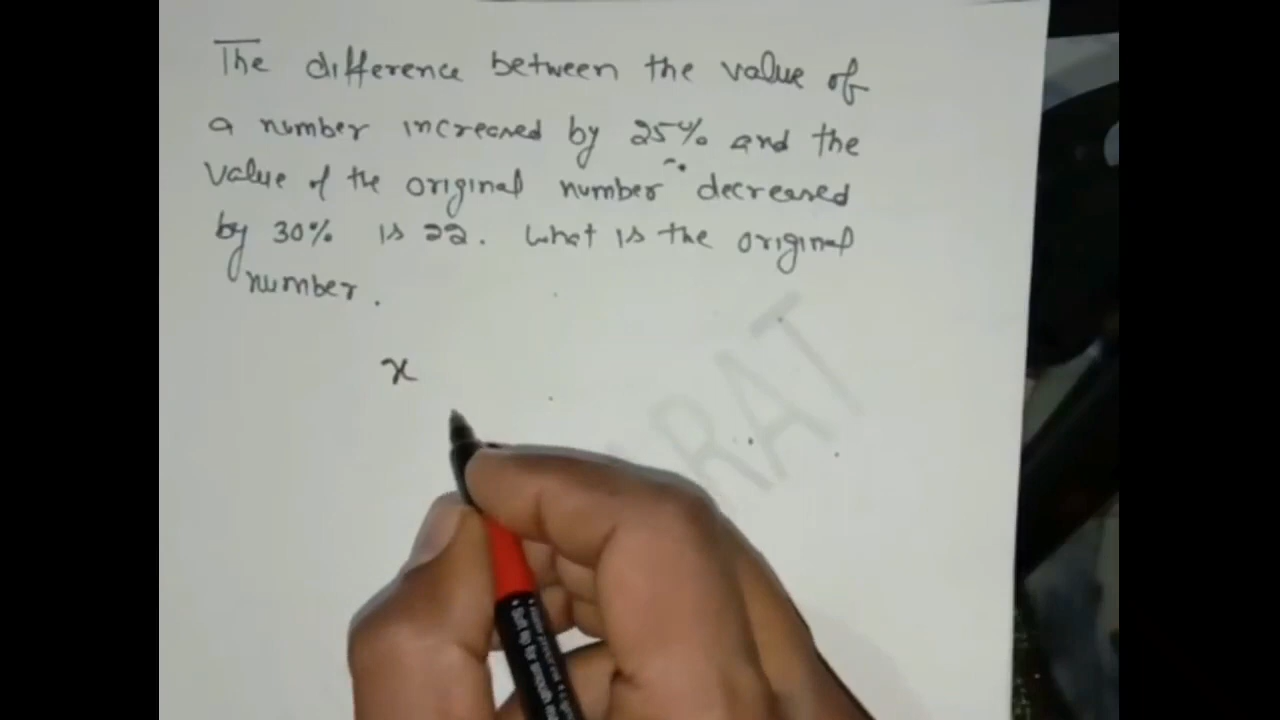 The difference between the value of
a number increased by 25% and the
value of the original number decreased
by 30% is 22. What is the original
number.
x
RAT